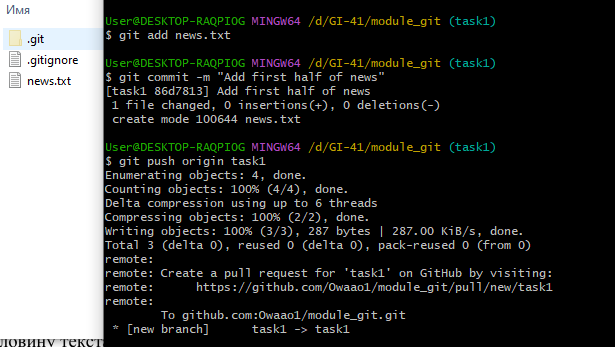 Имя
.git
.gitignore
news.txt
User@DESKTOP-RAQPIOG MINGW64 /d/GI-41/module_git (task1)
$ git add news.txt
User@DESKTOP-RAQPIOG MINGW64 /d/GI-41/module_git (task1)
$ git commit -m "Add first half of news"
[task1 86d7813] Add first half of news
1 file changed, 0 insertions(+), 0 deletions(-)
create mode 100644 news.txt
User@DESKTOP-RAQPIOG MINGW64 /d/GI-41/module_git (task1)
$ git push origin task1
Enumerating objects: 4, done.
Counting objects: 100% (4/4), done.
Delta compression using up to 6 threads
Compressing objects: 100% (2/2), done.
Writing objects: 100% (3/3), 287 bytes | 287.00 KiB/s, done.
Total 3 (delta 0), reused 0 (delta 0), pack-reused 0 (from 0)
remote:
remote: Create a pull request for 'task1' on GitHub by visiting:
remote:      https://github.com/Owaao1/module_git/pull/new/task1
remote:
To github.com:Owaao1/module_git.git
* [new branch]      task1 -> task1